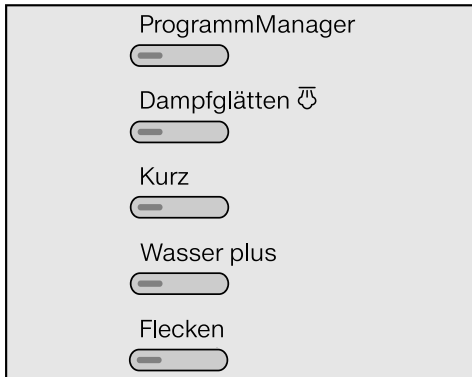 ProgrammManager
Dampfglätten
Kurz
Wasser plus
Flecken